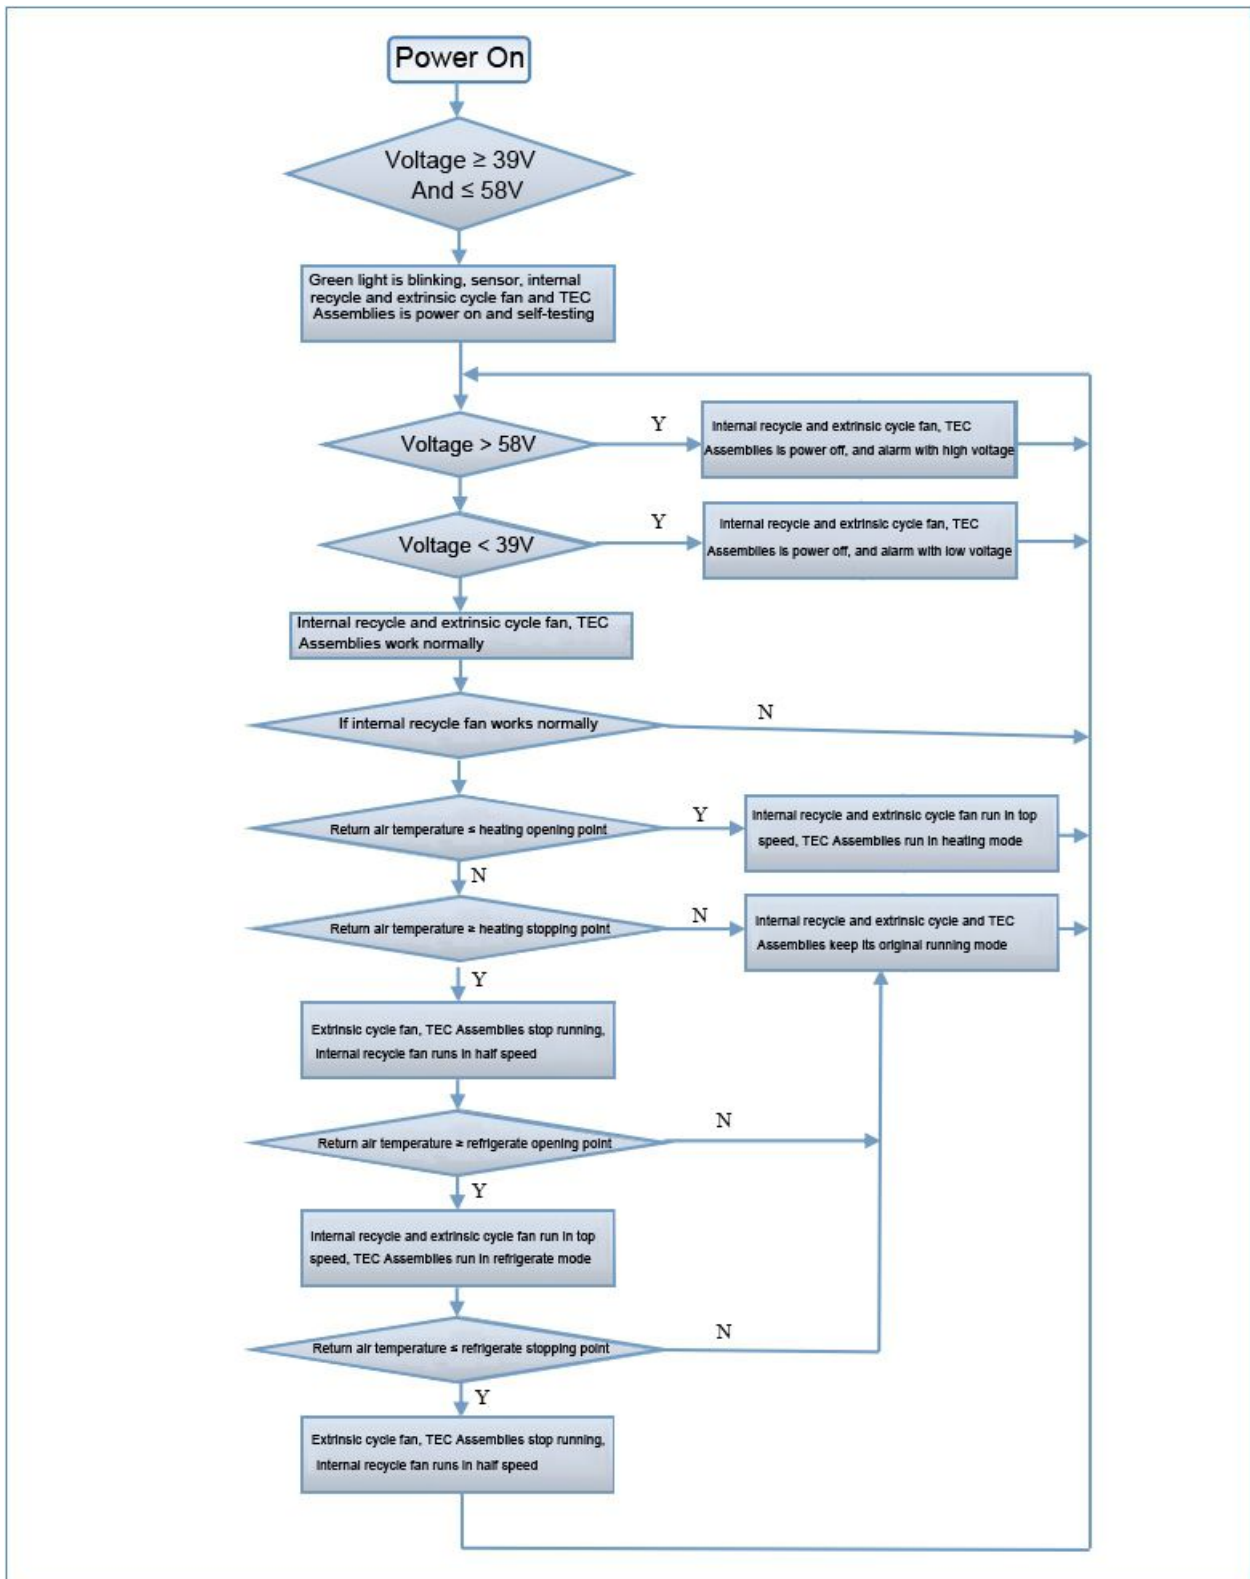 Power On
Voltage ≥ 39V
And ≤ 58V
Green light is blinking, sensor, internal
recycle and extrinsic cycle fan and TEC
Assemblies is power on and self-testing
Voltage > 58V
Y
Internal recycle and extrinsic cycle fan, TEC
Assemblies is power off, and alarm with high voltage
Voltage < 39V
Y
Internal recycle and extrinsic cycle fan, TEC
Assemblies is power off, and alarm with low voltage
Internal recycle and extrinsic cycle fan, TEC
Assemblies work normally
If internal recycle fan works normally
N
Return air temperature ≤ heating opening point
Y
Internal recycle and extrinsic cycle fan run in top
speed, TEC Assemblies run in heating mode
N
Return air temperature ≥ heating stopping point
N
Internal recycle and extrinsic cycle and TEC
Assemblies keep its original running mode
Y
Extrinsic cycle fan, TEC Assemblies stop running,
Internal recycle fan runs in half speed
Return air temperature ≥ refrigerate opening point
N
Y
Internal recycle and extrinsic cycle fan run in top
speed, TEC Assemblies run in refrigerate mode
Return air temperature ≤ refrigerate stopping point
N
Y
Extrinsic cycle fan, TEC Assemblies stop running,
Internal recycle fan runs in half speed